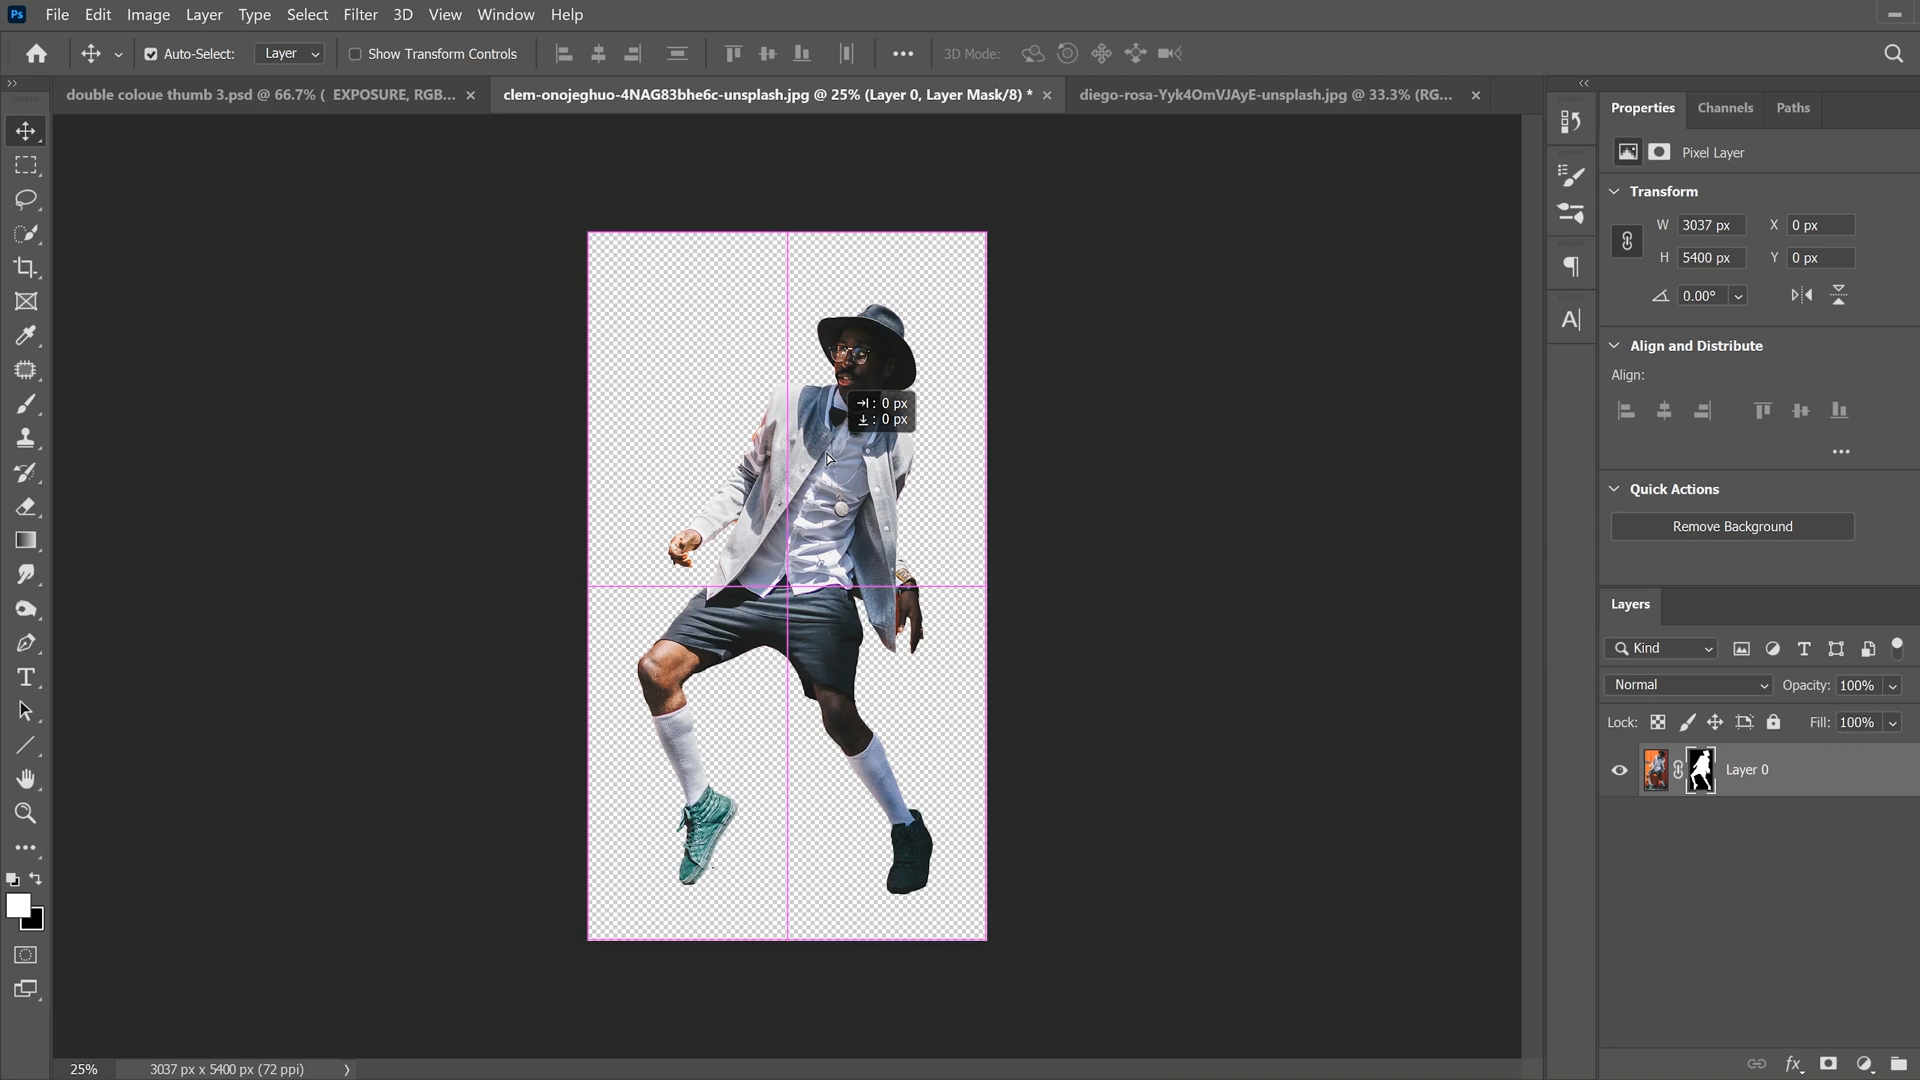 Ps File Edit Image Layer Type Select Filter 3D View Window Help
Auto-Select: Layer Show Transform Controls 3D Mode:
double coloue thumb 3.psd @ 66.7% ( EXPOSURE, RGB...
clem-onojeghuo-4NAG83bhe6c-unsplash.jpg @ 25% (Layer 0, Layer Mask/8) *
diego-rosa-Yyk4OmVJAyE-unsplash.jpg @ 33.3% (RG...
Properties Channels Paths
Pixel Layer
Transform
W 3037 px X 0 px
H 5400 px Y 0 px
0.00°
Align and Distribute
Align:
Quick Actions
Remove Background
Layers
Kind
Normal Opacity: 100%
Lock: Fill: 100%
Layer 0
: 0 px
: 0 px
25% 3037 px x 5400 px (72 ppi)